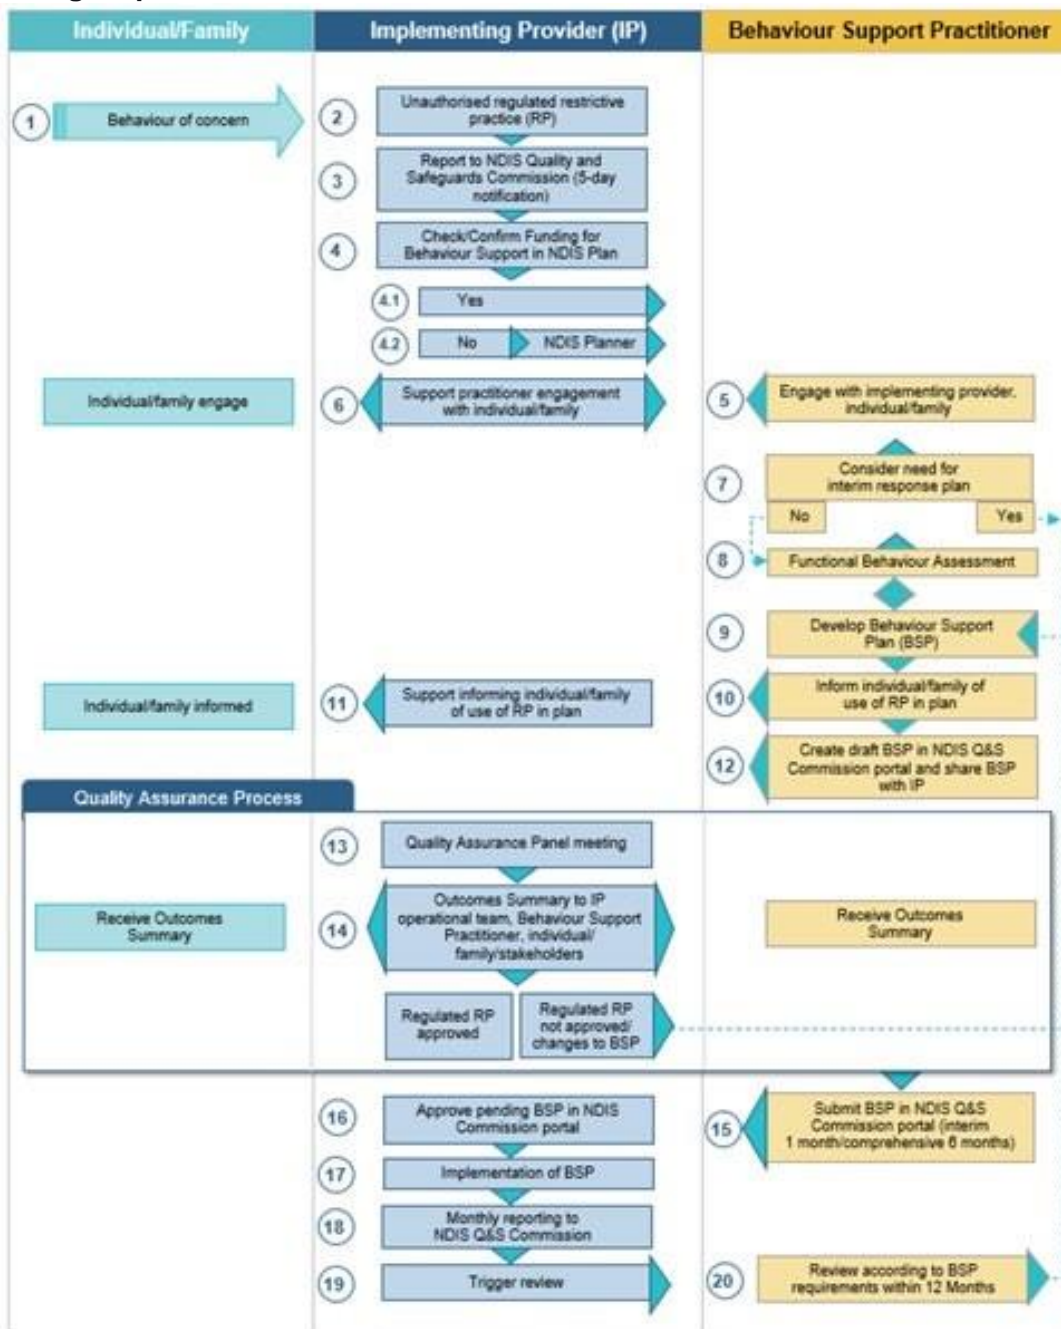 Individual/Family
Implementing Provider (IP)
Behaviour Support Practitioner
1
Behaviour of concern
2
Unauthorised regulated restrictive
practice (RP)
3
Report to NDIS Quality and
Safeguards Commission (5-day
notification)
4
Check/Confirm Funding for
Behaviour Support in NDIS Plan
4.1
Yes
4.2
No
NDIS Planner
Individual/family engage
6
Support practitioner engagement
with individual/family
5
Engage with implementing provider,
individual/family
7
Consider need for
interim response plan
No
Yes
8
Functional Behaviour Assessment
9
Develop Behaviour Support
Plan (BSP)
Individual/family informed
11
Support informing individual/family
of use of RP in plan
10
Inform individual/family of
use of RP in plan
12
Create draft BSP in NDIS Q&S
Commission portal and share BSP
with IP
Quality Assurance Process
13
Quality Assurance Panel meeting
Receive Outcomes
Summary
14
Outcomes Summary to IP
operational team, Behaviour Support
Practitioner, individual/
family/stakeholders
Receive Outcomes
Summary
Regulated RP
approved
Regulated RP
not approved/
changes to BSP
16
Approve pending BSP in NDIS
Commission portal
15
Submit BSP in NDIS Q&S
Commission portal (interim
1 month/comprehensive 6 months)
17
Implementation of BSP
18
Monthly reporting to
NDIS Q&S Commission
19
Trigger review
20
Review according to BSP
requirements within 12 Months